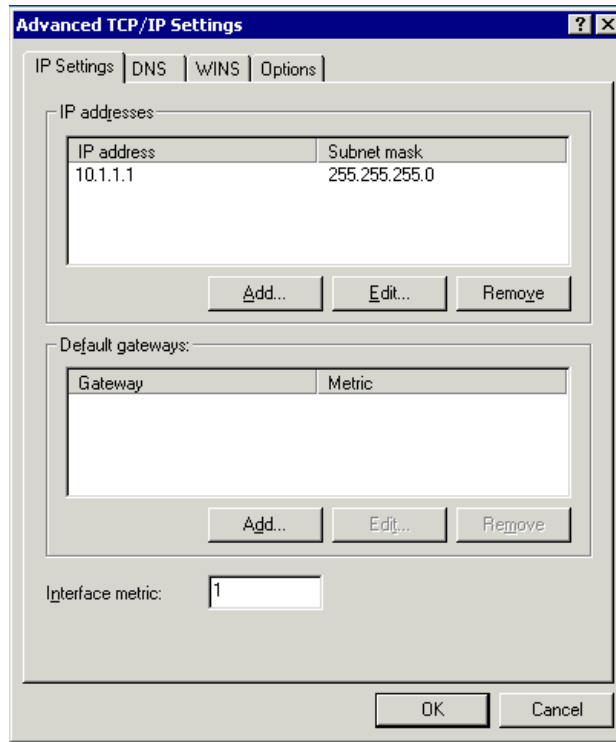 Advanced TCP/IP Settings
IP Settings DNS WINS Options
IP addresses
IP address Subnet mask
10.1.1.1 255.255.255.0
Add... Edit... Remove
Default gateways:
Gateway Metric
Add... Edit... Remove
Interface metric: 1
OK Cancel